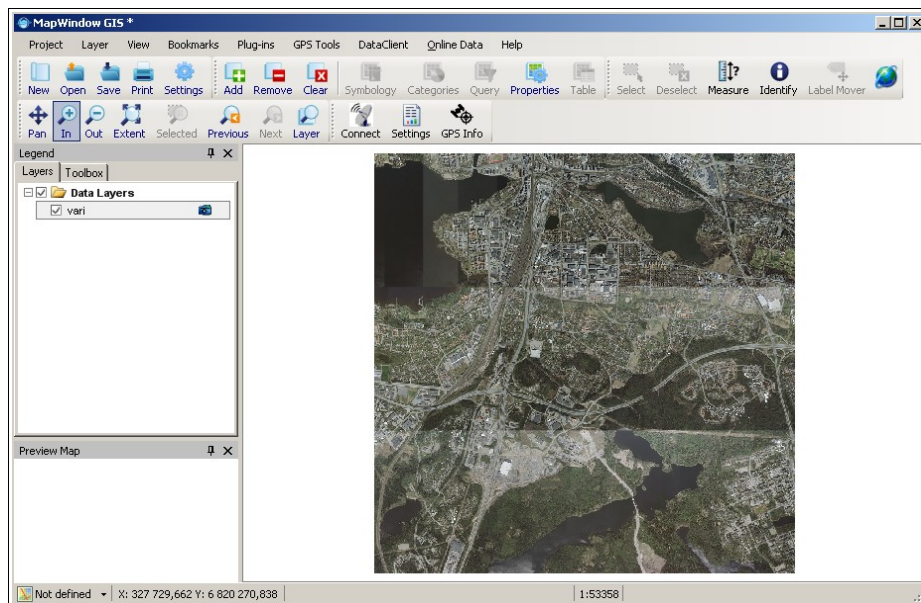 MapWindow GIS *
Project Layer View Bookmarks Plug-ins GPS Tools DataClient Online Data Help
New Open Save Print Settings Add Remove Clear Symbology Categories Query Properties Table Select Deselect Measure Identify Label Mover
Pan In Out Extent Selected Previous Next Layer Connect Settings GPS Info
Legend
Layers Toolbox
Data Layers
vari
Preview Map
Not defined X: 327 729,662 Y: 6 820 270,838 1:53358